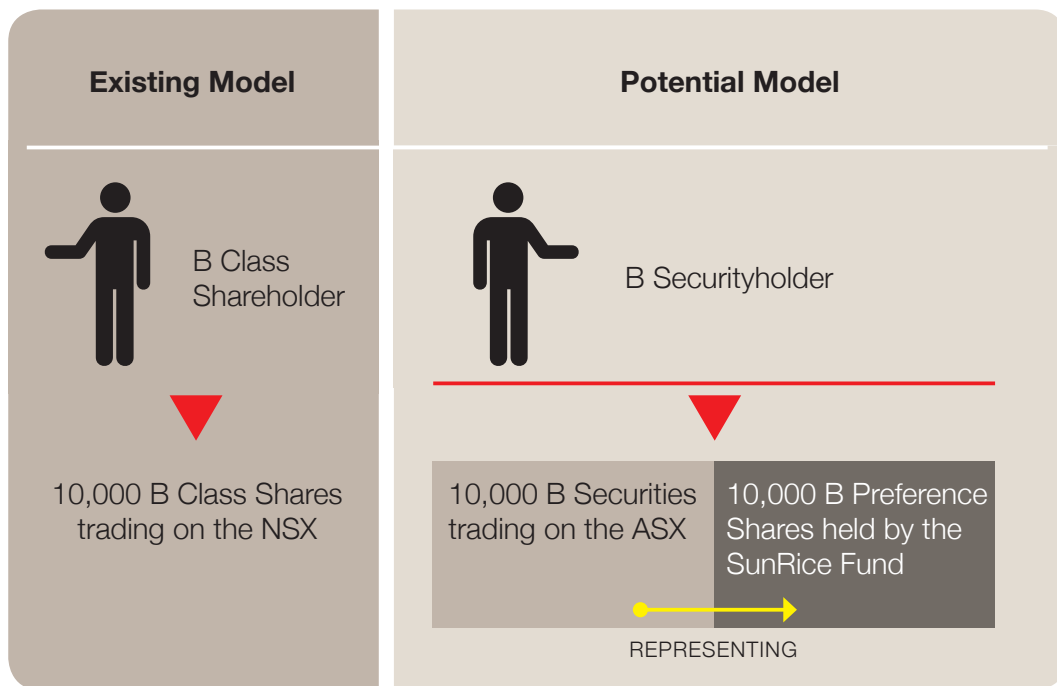 Existing Model
B Class
Shareholder
10,000 B Class Shares
trading on the NSX
Potential Model
B Securityholder
10,000 B Securities
trading on the ASX
10,000 B Preference
Shares held by the
SunRice Fund
REPRESENTING